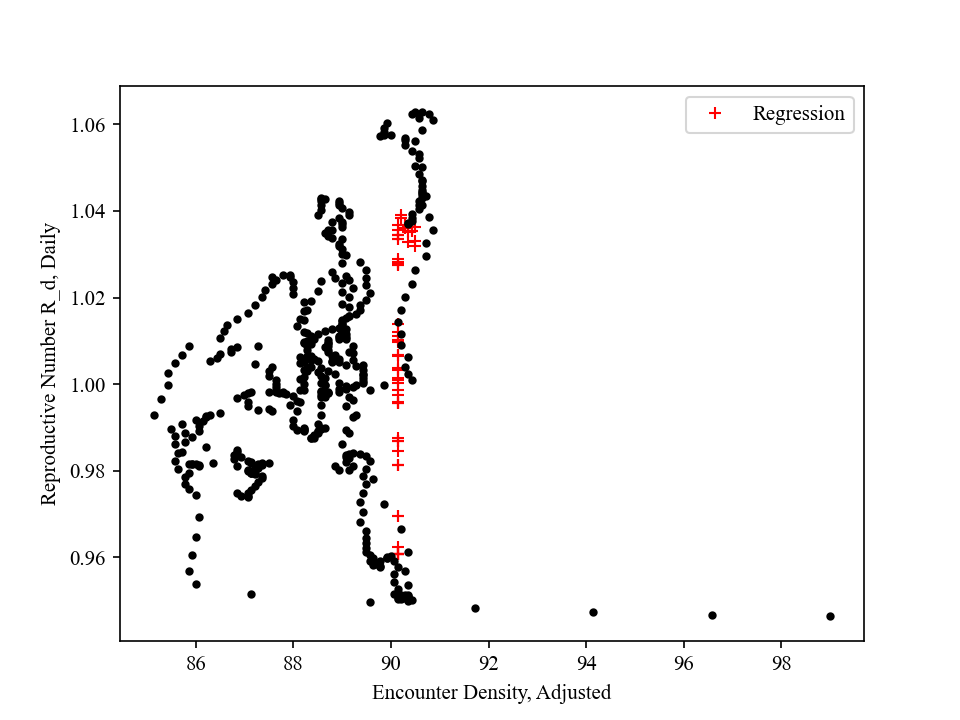 Regression
1.06
1.04
1.02
1.00
0.98
0.96
Reproductive Number R_d, Daily
86 88 90 92 94 96 98
Encounter Density, Adjusted